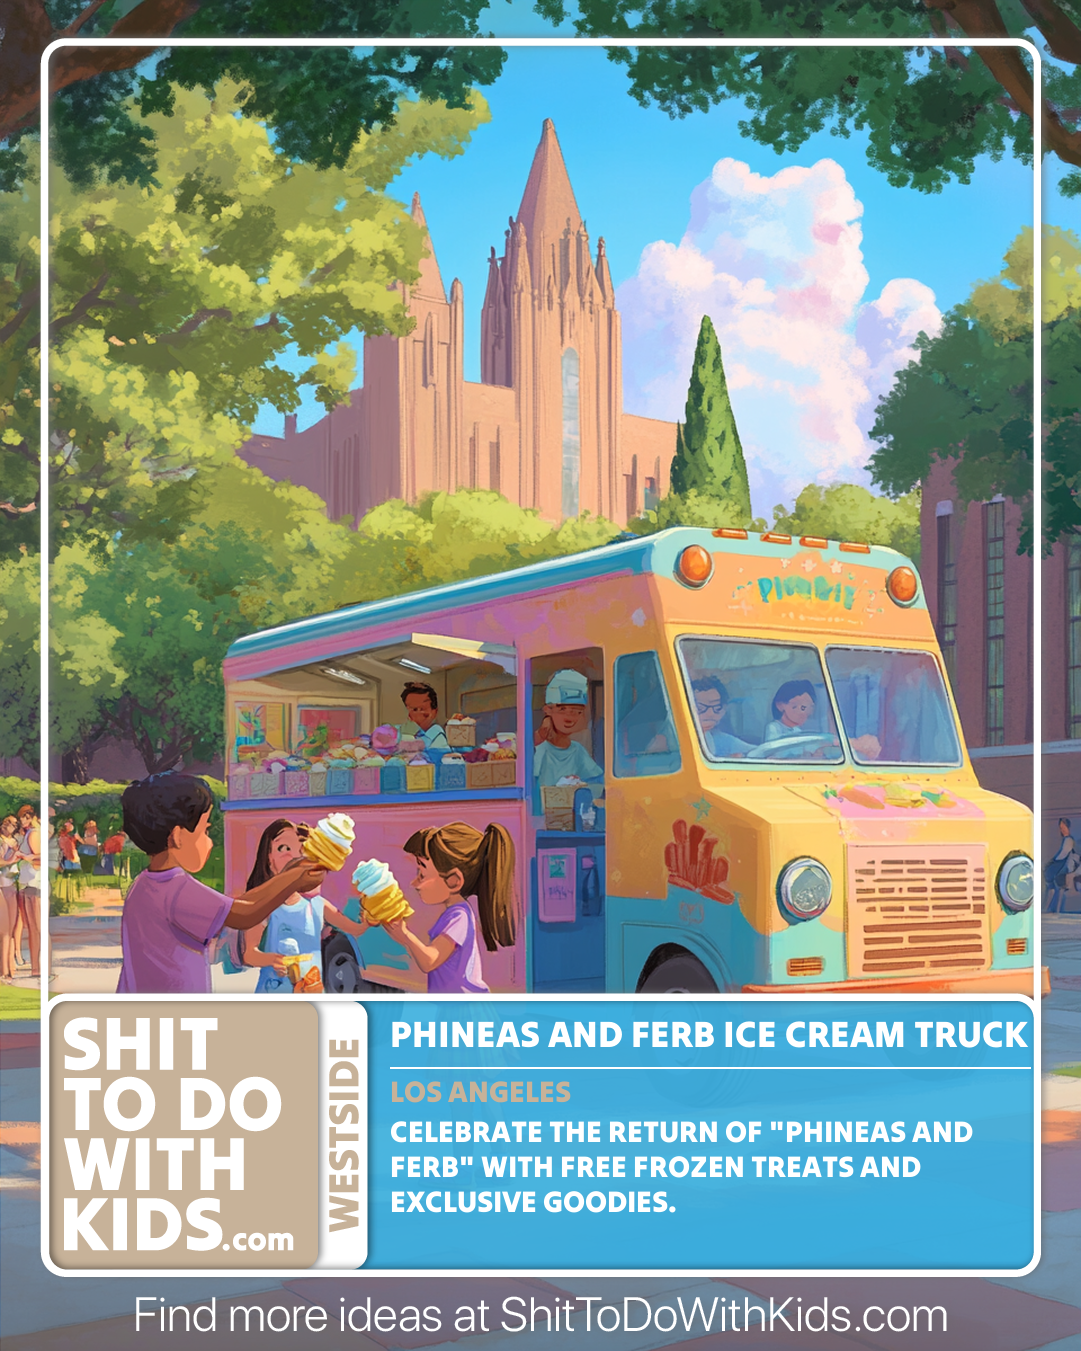 SHIT
TO DO
WITH
KIDS.com
WESTSIDE
PHINEAS AND FERB ICE CREAM TRUCK
LOS ANGELES
CELEBRATE THE RETURN OF "PHINEAS AND
FERB" WITH FREE FROZEN TREATS AND
EXCLUSIVE GOODIES.
Find more ideas at ShitToDoWithKids.com